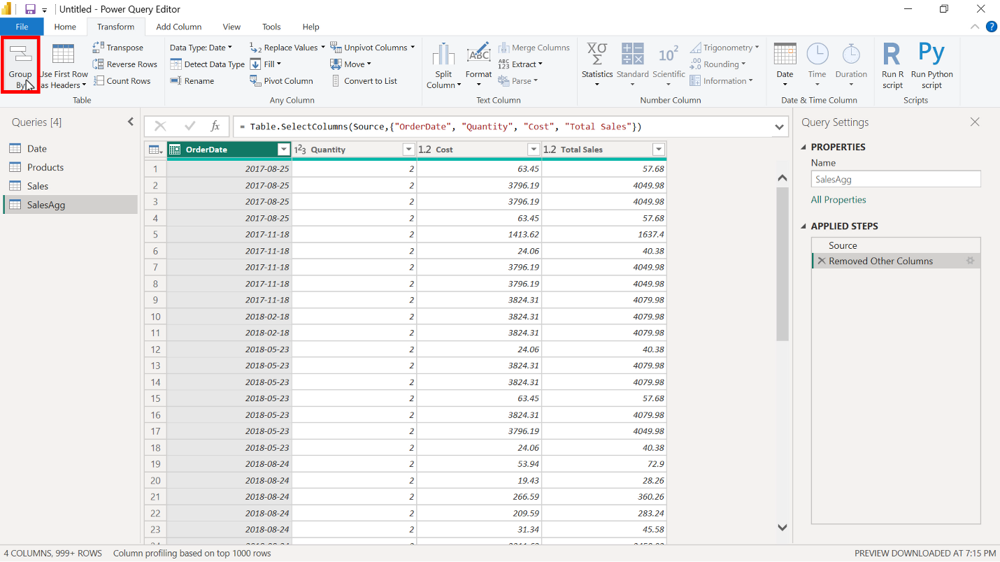 Untitled - Power Query Editor
File Home Transform Add Column View Tools Help
Group By
Use First Row as Headers
Transpose
Reverse Rows
Count Rows
Table
Data Type: Date
Detect Data Type
Rename
Replace Values
Fill
Pivot Column
Unpivot Columns
Move
Convert to List
Any Column
Split Column
ABC
Format
Merge Columns
ABC 123 Extract
abc Parse
Text Column
XΣσ Statistics
Standard
10² Scientific
Trigonometry
.00 →.0 Rounding
Information
Number Column
Date
Time
Duration
Date & Time Column
R
Run R script
Py
Run Python script
Scripts
Queries [4]
Date
Products
Sales
SalesAgg
fx = Table.SelectColumns(Source,{"OrderDate", "Quantity", "Cost", "Total Sales"})
OrderDate 1²3 Quantity 1.2 Cost 1.2 Total Sales
1 2017-08-25 2 63.45 57.68
2 2017-08-25 2 3796.19 4049.98
3 2017-08-25 2 3796.19 4049.98
4 2017-08-25 2 63.45 57.68
5 2017-11-18 2 1413.62 1637.4
6 2017-11-18 2 24.06 40.38
7 2017-11-18 2 3796.19 4049.98
8 2017-11-18 2 3796.19 4049.98
9 2017-11-18 2 3824.31 4079.98
10 2018-02-18 2 3824.31 4079.98
11 2018-02-18 2 3824.31 4079.98
12 2018-05-23 2 24.06 40.38
13 2018-05-23 2 3824.31 4079.98
14 2018-05-23 2 3824.31 4079.98
15 2018-05-23 2 63.45 57.68
16 2018-05-23 2 3824.31 4079.98
17 2018-05-23 2 3796.19 4049.98
18 2018-05-23 2 24.06 40.38
19 2018-08-24 2 53.94 72.9
20 2018-08-24 2 19.43 28.26
21 2018-08-24 2 266.59 360.26
22 2018-08-24 2 209.59 283.24
23 2018-08-24 2 31.34 45.58
Query Settings
PROPERTIES
Name
SalesAgg
All Properties
APPLIED STEPS
Source
Removed Other Columns
4 COLUMNS, 999+ ROWS Column profiling based on top 1000 rows
PREVIEW DOWNLOADED AT 7:15 PM